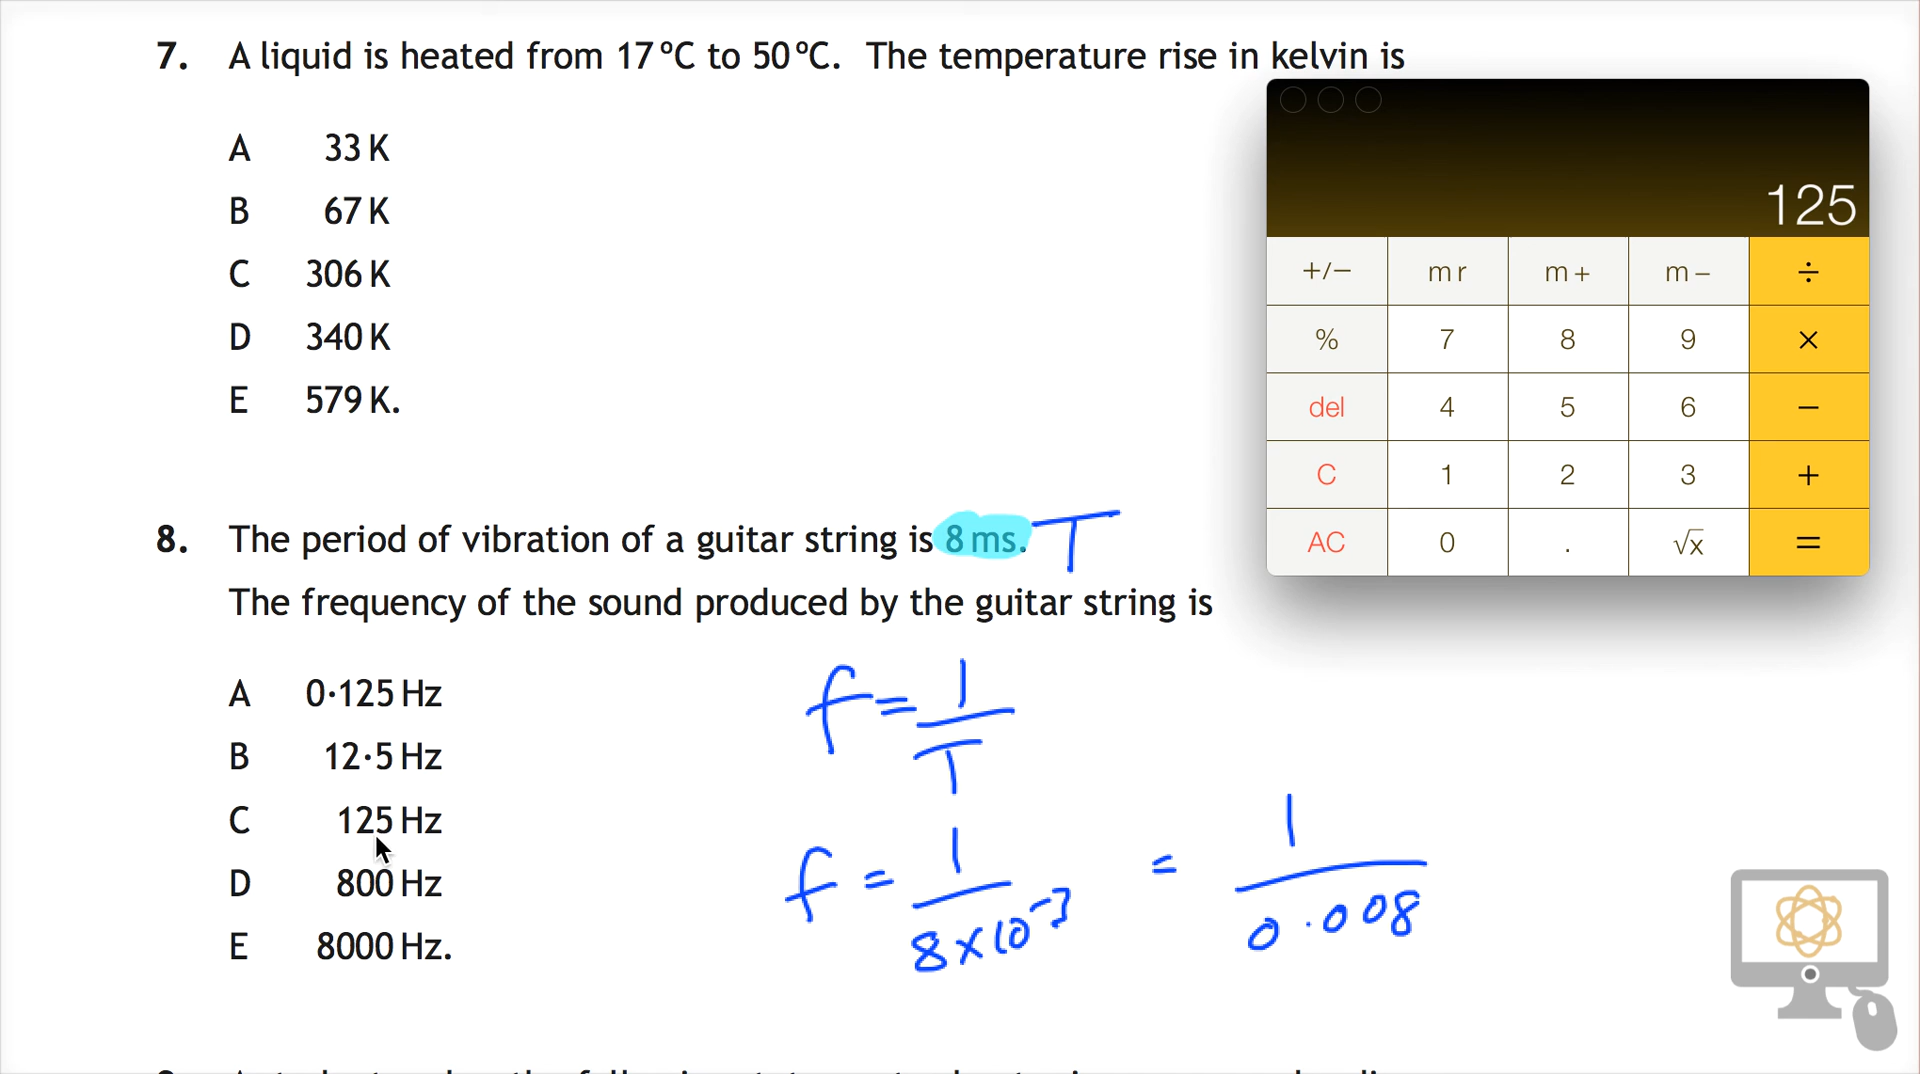 7. A liquid is heated from 17 °C to 50 °C. The temperature rise in kelvin is
A 33 K
B 67 K
C 306 K
D 340 K
E 579 K.
125
+/− m r m + m − ÷
% 7 8 9 ×
del 4 5 6 −
C 1 2 3 +
AC 0 . √x =
8. The period of vibration of a guitar string is 8 ms. T
The frequency of the sound produced by the guitar string is
A 0·125 Hz
B 12·5 Hz
C 125 Hz
D 800 Hz
E 8000 Hz.
f = 1/T
f = 1/8×10⁻³ = 1/0.008